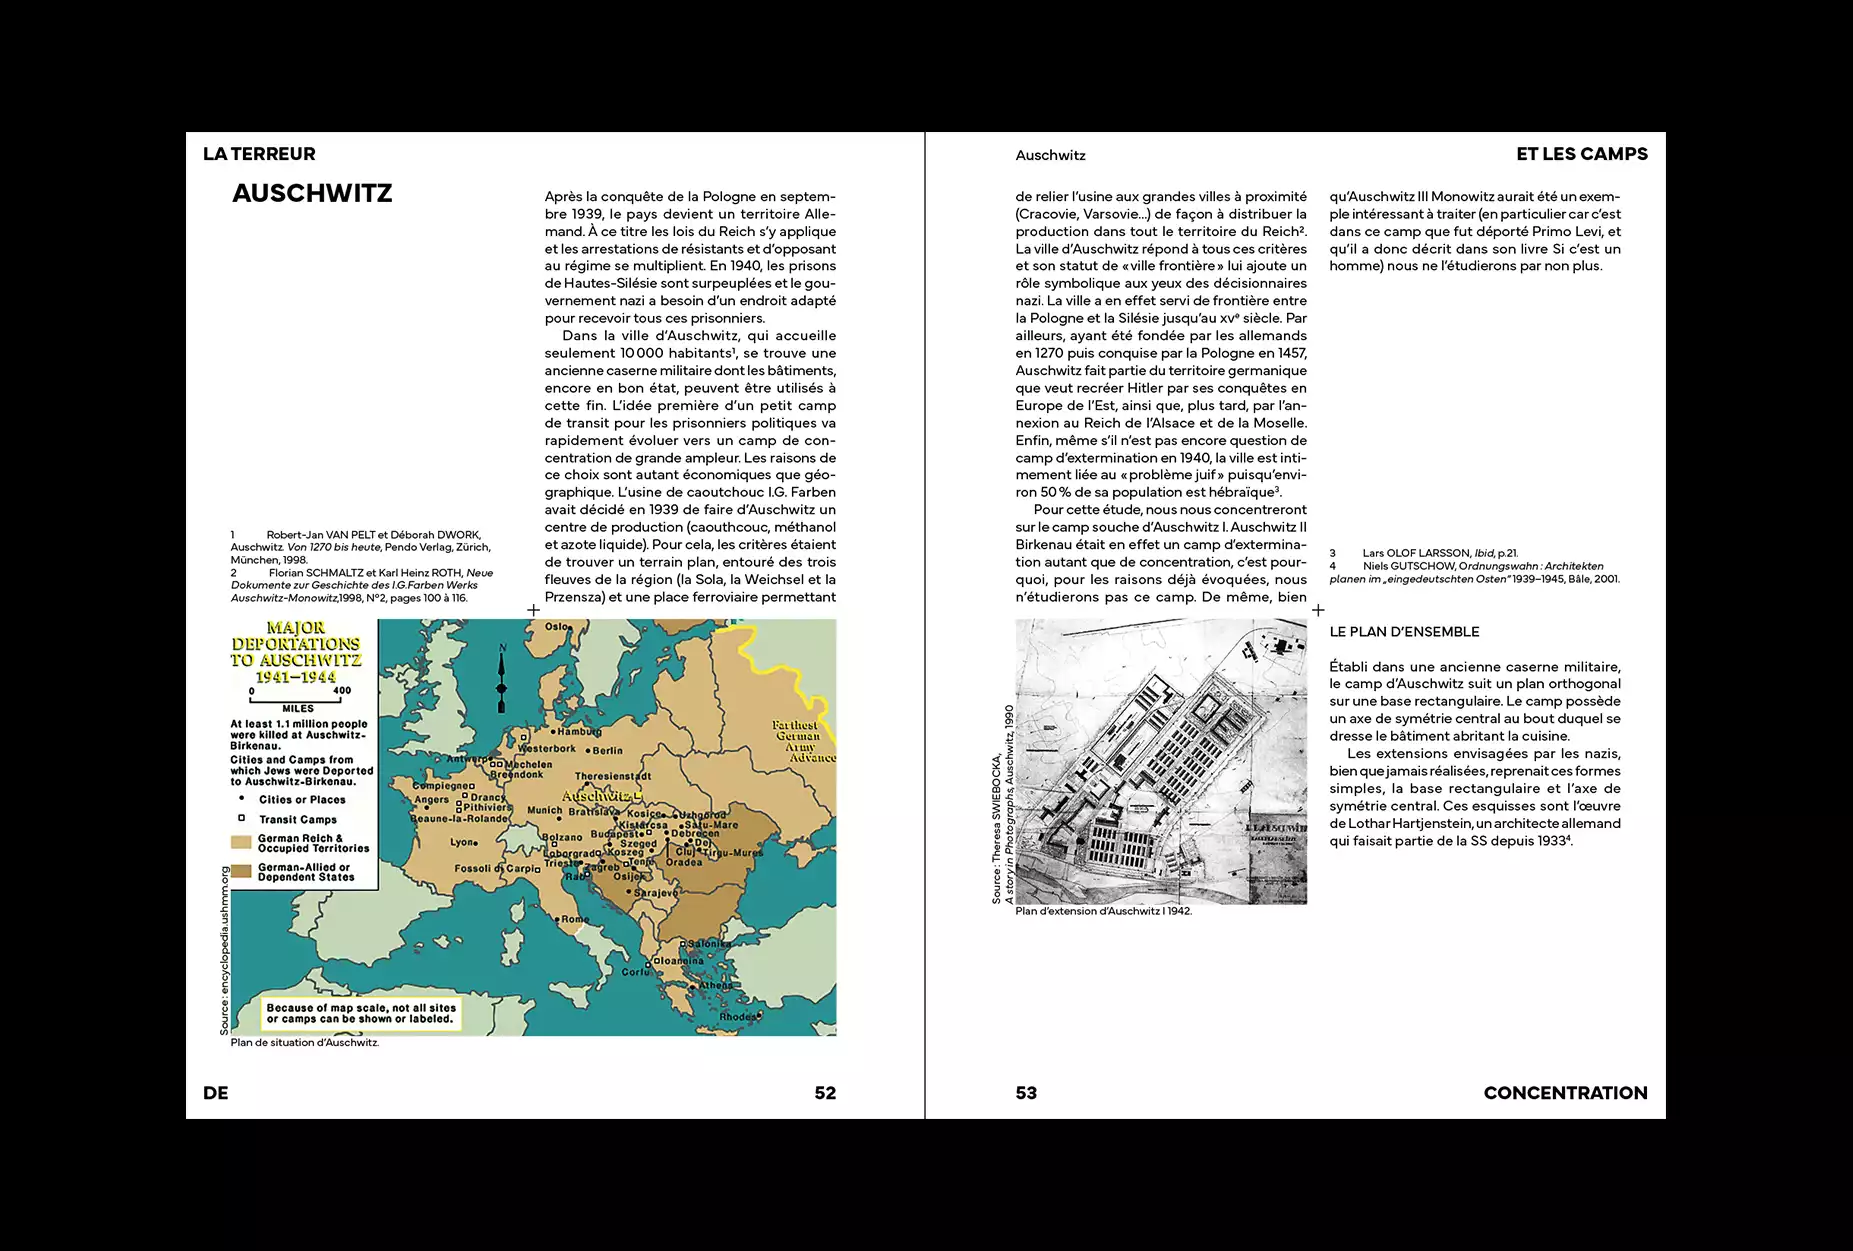 LA TERREUR
AUSCHWITZ
Après la conquête de la Pologne en septem-
bre 1939, le pays devient un territoire Alle-
mand. À ce titre les lois du Reich s’y applique
et les arrestations de résistants et d’opposant
au régime se multiplient. En 1940, les prisons
de Hautes-Silésie sont surpeuplées et le gou-
vernement nazi a besoin d’un endroit adapté
pour recevoir tous ces prisonniers.
Dans la ville d’Auschwitz, qui accueille
seulement 10 000 habitants¹, se trouve une
ancienne caserne militaire dont les bâtiments,
encore en bon état, peuvent être utilisés à
cette fin. L’idée première d’un petit camp
de transit pour les prisonniers politiques va
rapidement évoluer vers un camp de con-
centration de grande ampleur. Les raisons de
ce choix sont autant économiques que géo-
graphique. L’usine de caoutchouc I.G. Farben
avait décidé en 1939 de faire d’Auschwitz un
centre de production (caouthcouc, méthanol
et azote liquide). Pour cela, les critères étaient
de trouver un terrain plan, entouré des trois
fleuves de la région (la Sola, la Weichsel et la
Przensza) et une place ferroviaire permettant
1 Robert-Jan VAN PELT et Déborah DWORK,
Auschwitz. Von 1270 bis heute, Pendo Verlag, Zürich,
München, 1998.
2 Florian SCHMALTZ et Karl Heinz ROTH, Neue
Dokumente zur Geschichte des I.G.Farben Werks
Auschwitz-Monowitz,1998, N°2, pages 100 à 116.
MAJOR
DEPORTATIONS
TO AUSCHWITZ
1941–1944
0 400
MILES
At least 1.1 million people
were killed at Auschwitz-
Birkenau.
Cities and Camps from
which Jews were Deported
to Auschwitz-Birkenau.
Cities or Places
Transit Camps
German Reich &
Occupied Territories
German-Allied or
Dependent States
N
Oslo
Farthest
German
Army
Advance
Hamburg
Westerbork
Berlin
Antwerp
Mechelen
Breendonk
Theresienstadt
Compiegne
Auschwitz
Angers
Drancy
Pithiviers
Beaune-la-Rolande
Munich
Bratislava
Kosice
Uzhgorod
Kistarcsa
Satu-Mare
Bolzano
Budapest
Debrecen
Lyon
Szeged
Dej
Loborgrad
Koszeg
Cluj
Tirgu-Mures
Trieste
Zagreb
Tenje
Oradea
Fossoli di Carpi
Rab
Osijek
Sarajevo
Rome
Salonika
Ioannina
Corfu
Athens
Rhodes
Because of map scale, not all sites
or camps can be shown or labeled.
Source : encyclopedia.ushmm.org
Plan de situation d’Auschwitz.
DE
52
Auschwitz
ET LES CAMPS
de relier l’usine aux grandes villes à proximité
(Cracovie, Varsovie...) de façon à distribuer la
production dans tout le territoire du Reich².
La ville d’Auschwitz répond à tous ces critères
et son statut de « ville frontière » lui ajoute un
rôle symbolique aux yeux des décisionnaires
nazi. La ville a en effet servi de frontière entre
la Pologne et la Silésie jusqu’au XVᵉ siècle. Par
ailleurs, ayant été fondée par les allemands
en 1270 puis conquise par la Pologne en 1457,
Auschwitz fait partie du territoire germanique
que veut recréer Hitler par ses conquêtes en
Europe de l’Est, ainsi que, plus tard, par l’an-
nexion au Reich de l’Alsace et de la Moselle.
Enfin, même s’il n’est pas encore question de
camp d’extermination en 1940, la ville est inti-
mement liée au « problème juif » puisqu’envi-
ron 50 % de sa population est hébraïque³.
Pour cette étude, nous nous concentreront
sur le camp souche d’Auschwitz I. Auschwitz II
Birkenau était en effet un camp d’extermina-
tion autant que de concentration, c’est pour-
quoi, pour les raisons déjà évoquées, nous
n’étudierons pas ce camp. De même, bien
qu’Auschwitz III Monowitz aurait été un exem-
ple intéressant à traiter (en particulier car c’est
dans ce camp que fut déporté Primo Levi, et
qu’il a donc décrit dans son livre Si c’est un
homme) nous ne l’étudierons par non plus.
3 Lars OLOF LARSSON, Ibid, p.21.
4 Niels GUTSCHOW, Ordnungswahn : Architekten
planen im „eingedeutschten Osten” 1939–1945, Bâle, 2001.
Source : Theresa SWIEBOCKA,
A story in Photographs, Auschwitz, 1990
Plan d’extension d’Auschwitz I 1942.
LE PLAN D’ENSEMBLE
Établi dans une ancienne caserne militaire,
le camp d’Auschwitz suit un plan orthogonal
sur une base rectangulaire. Le camp possède
un axe de symétrie central au bout duquel se
dresse le bâtiment abritant la cuisine.
Les extensions envisagées par les nazis,
bien que jamais réalisées, reprenait ces formes
simples, la base rectangulaire et l’axe de
symétrie central. Ces esquisses sont l’œuvre
de Lothar Hartjenstein, un architecte allemand
qui faisait partie de la SS depuis 1933⁴.
53
CONCENTRATION